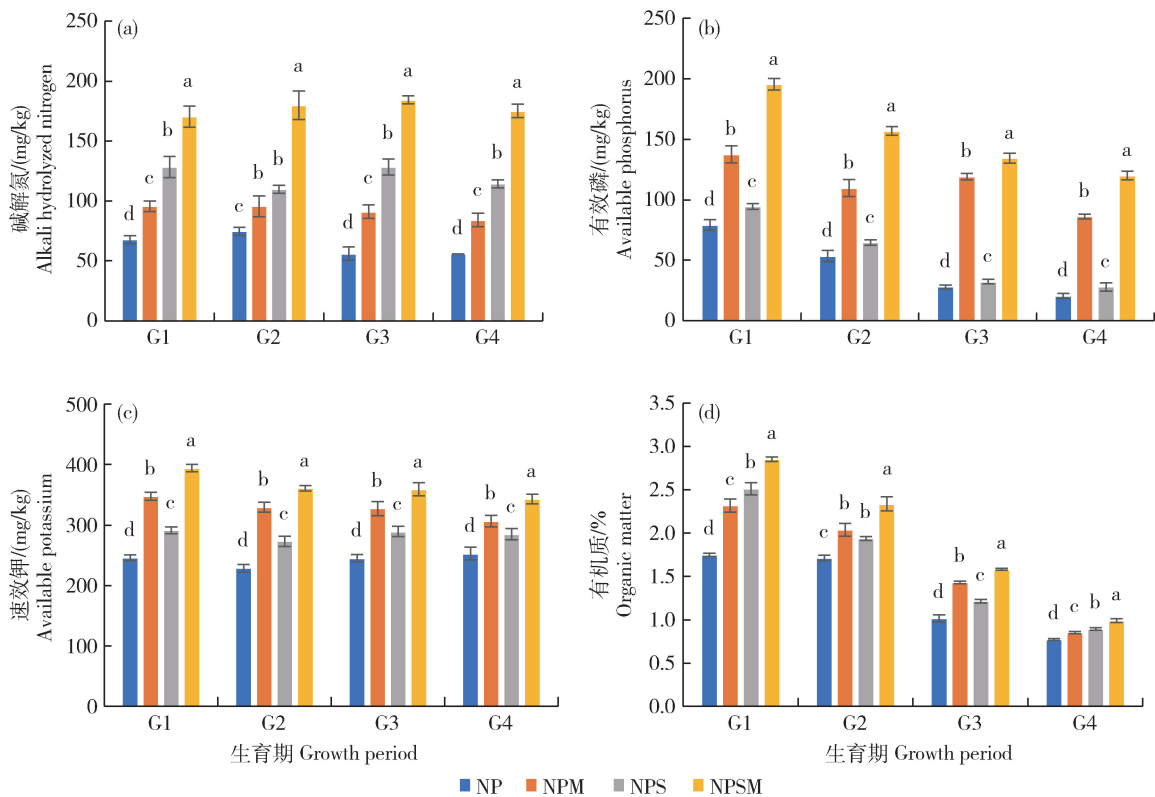 (a)
碱解氮/(mg/kg)
Alkali hydrolyzed nitrogen
250
200
150
100
50
0
d c b a
c b b a
d c b a
d c b a
G1 G2 G3 G4
(b)
有效磷/(mg/kg)
Available phosphorus
250
200
150
100
50
0
d b c a
d b c a
d b c a
d b c a
G1 G2 G3 G4
(c)
速效钾/(mg/kg)
Available potassium
500
400
300
200
100
0
d b c a
d b c a
d b c a
d b c a
G1 G2 G3 G4
生育期 Growth period
(d)
有机质/%
Organic matter
3.5
3.0
2.5
2.0
1.5
1.0
0.5
0.0
d c b a
c b b a
d b c a
d c b a
G1 G2 G3 G4
生育期 Growth period
NP NPM NPS NPSM